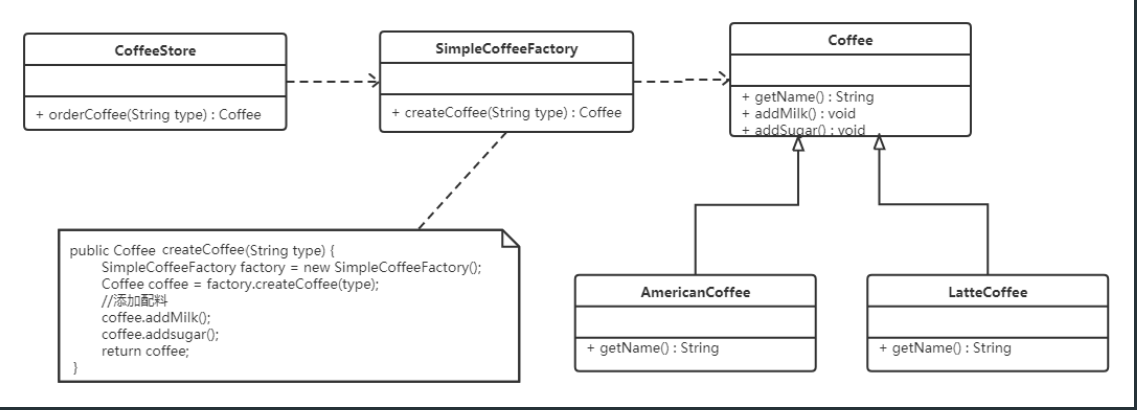 CoffeeStore
+ orderCoffee(String type) : Coffee
SimpleCoffeeFactory
+ createCoffee(String type) : Coffee
Coffee
+ getName() : String
+ addMilk() : void
+ addSugar() : void
public Coffee createCoffee(String type) {
SimpleCoffeeFactory factory = new SimpleCoffeeFactory();
Coffee coffee = factory.createCoffee(type);
//添加配料
coffee.addMilk();
coffee.addsugar();
return coffee;
}
AmericanCoffee
+ getName() : String
LatteCoffee
+ getName() : String